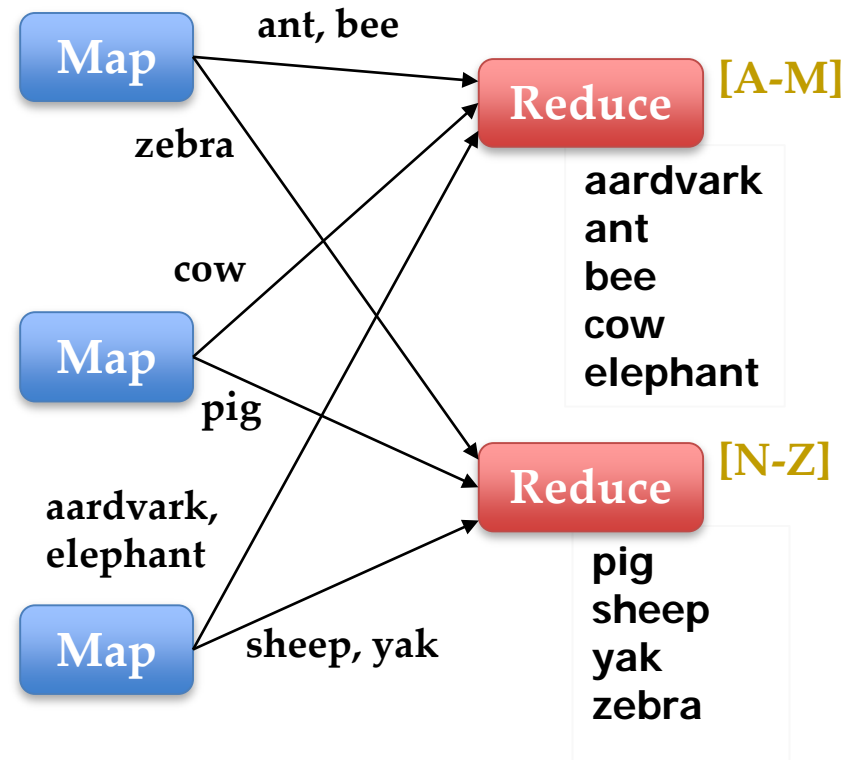 ant, bee
Map
Reduce
[A-M]
zebra
aardvark
ant
bee
cow
elephant
cow
Map
pig
Reduce
[N-Z]
aardvark,
elephant
pig
sheep
yak
zebra
Map
sheep, yak